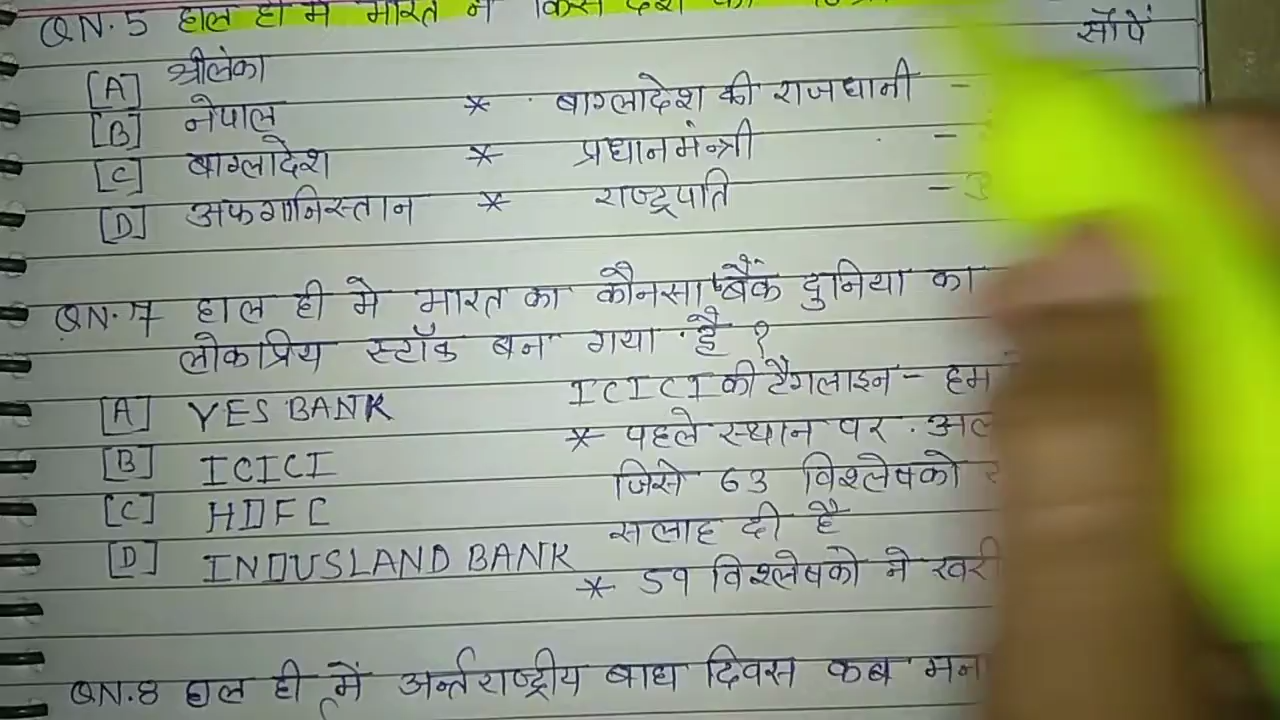 QN.5 हाल ही मे भारत ने किस देश को
सौपें
[A] श्रीलंका
[B] नेपाल * बाग्लादेश की राजधानी -
[C] बाग्लादेश * प्रधानमंन्त्री -
[D] अफगानिस्तान * राष्ट्रपति -
QN.7 हाल ही मे भारत का कौनसा बैंक दुनिया का
लोकप्रिय स्टॉक बन गया है ?
ICICI की टैगलाइन - हम
[A] YES BANK
* पहले स्थान पर
[B] ICICI
जिसे 63 विश्लेषको
[C] HDFC
सलाह दी है
[D] INDUSLAND BANK
* 59 विश्लेषको ने
QN.8 हाल ही में अर्न्तराष्ट्रीय बाघ दिवस कब